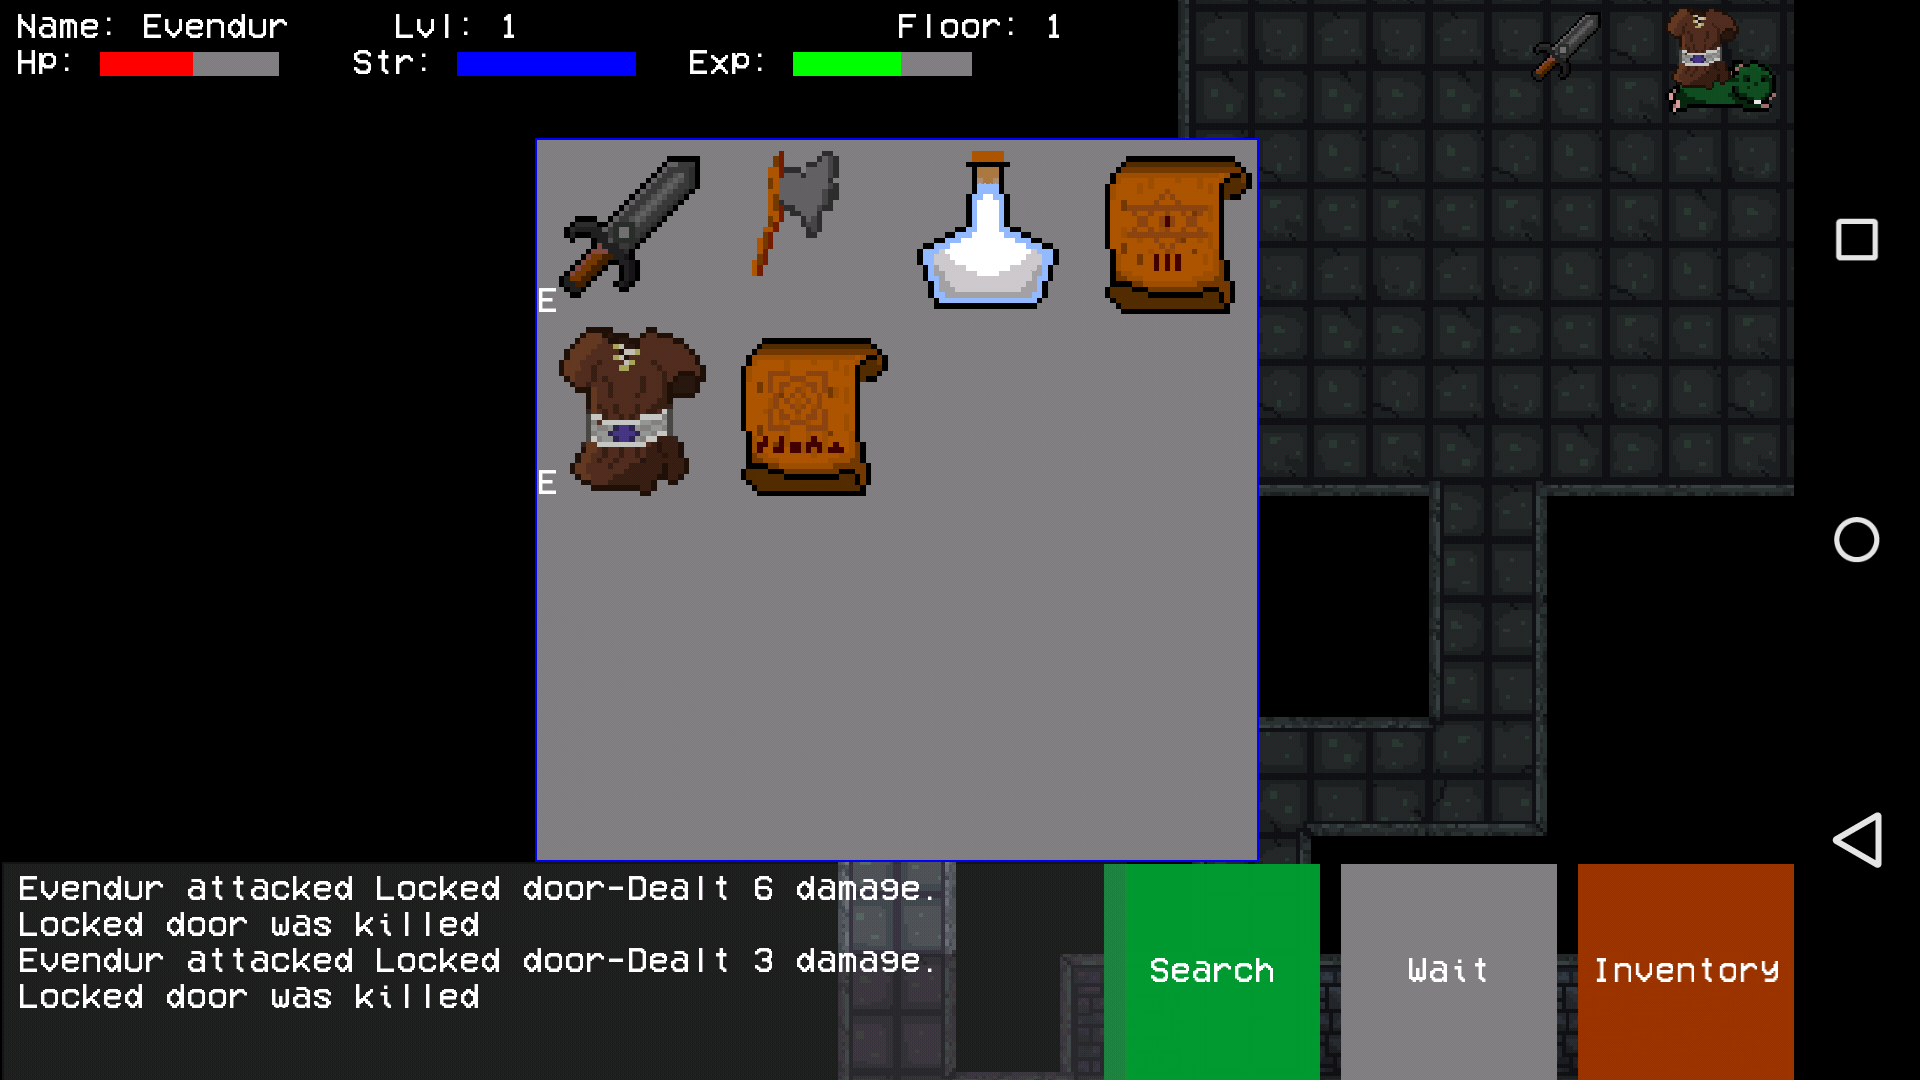 Name: Evendur Lvl: 1 Floor: 1
Hp: Str: Exp:
E
E
Evendur attacked Locked door-Dealt 6 damage.
Locked door was killed
Evendur attacked Locked door-Dealt 3 damage.
Locked door was killed
Search Wait Inventory